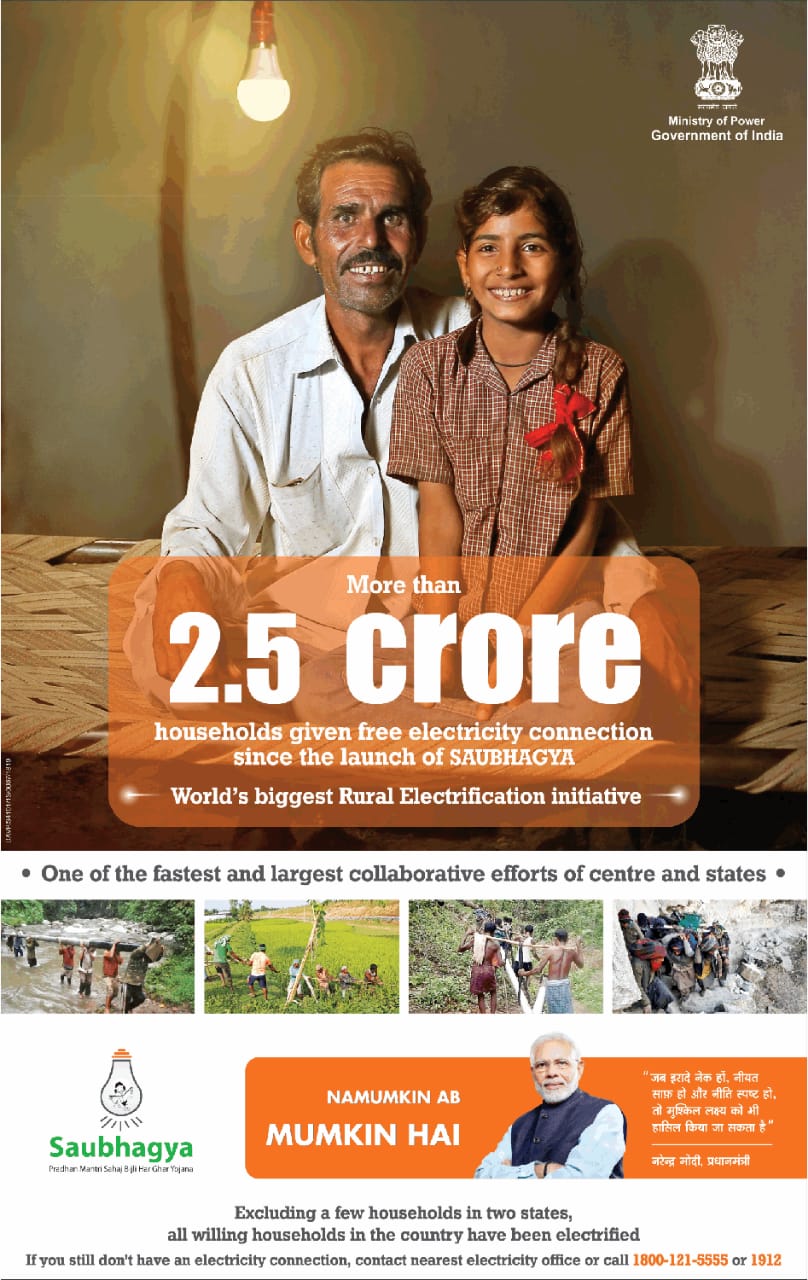 सत्यमेव जयते
Ministry of Power
Government of India
More than
2.5 crore
households given free electricity connection
since the launch of SAUBHAGYA
World's biggest Rural Electrification initiative
• One of the fastest and largest collaborative efforts of centre and states •
Saubhagya
Pradhan Mantri Sahaj Bijli Har Ghar Yojana
NAMUMKIN AB
MUMKIN HAI
"जब इरादे नेक हों, नीयत
साफ़ हो और नीति स्पष्ट हो,
तो मुश्किल लक्ष्य को भी
हासिल किया जा सकता है"
नरेन्द्र मोदी, प्रधानमंत्री
Excluding a few households in two states,
all willing households in the country have been electrified
If you still don't have an electricity connection, contact nearest electricity office or call 1800-121-5555 or 1912